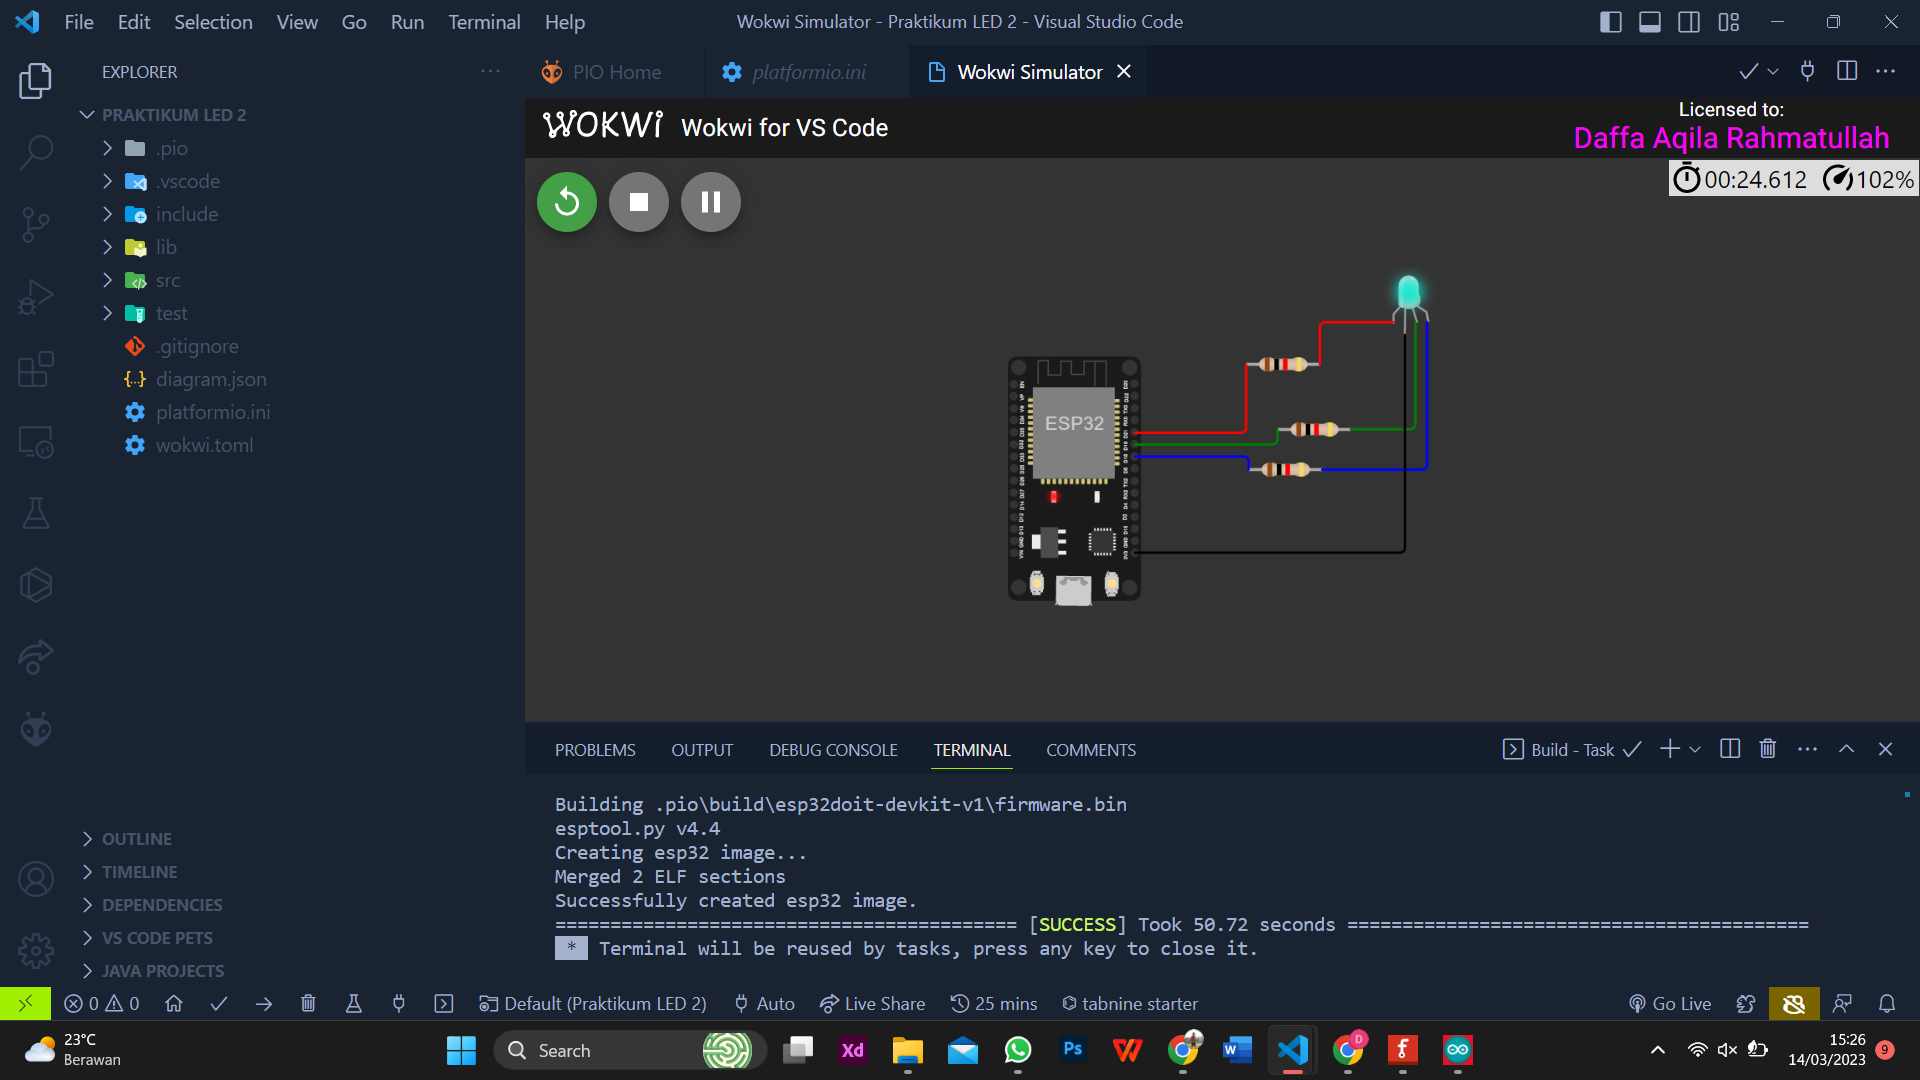 File Edit Selection View Go Run Terminal Help
Wokwi Simulator - Praktikum LED 2 - Visual Studio Code
EXPLORER
PRAKTIKUM LED 2
.pio
.vscode
include
lib
src
test
.gitignore
diagram.json
platformio.ini
wokwi.toml
OUTLINE
TIMELINE
DEPENDENCIES
VS CODE PETS
JAVA PROJECTS
PIO Home
platformio.ini
Wokwi Simulator
WOKWi Wokwi for VS Code
Licensed to:
Daffa Aqila Rahmatullah
00:24.612 102%
ESP32
PROBLEMS OUTPUT DEBUG CONSOLE TERMINAL COMMENTS
Build - Task
Building .pio\build\esp32doit-devkit-v1\firmware.bin
esptool.py v4.4
Creating esp32 image...
Merged 2 ELF sections
Successfully created esp32 image.
========================================== [SUCCESS] Took 50.72 seconds ==========================================
* Terminal will be reused by tasks, press any key to close it.
0 0 Default (Praktikum LED 2) Auto Live Share 25 mins tabnine starter Go Live
23°C
Berawan
Search
Xd
Ps
W
D
15:26
14/03/2023
9